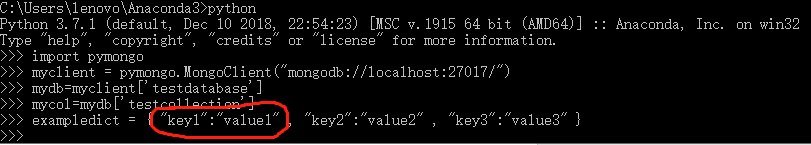 C:\Users\lenovo\Anaconda3>python
Python 3.7.1 (default, Dec 10 2018, 22:54:23) [MSC v.1915 64 bit (AMD64)] :: Anaconda, Inc. on win32
Type "help", "copyright", "credits" or "license" for more information.
>>> import pymongo
>>> myclient = pymongo.MongoClient("mongodb://localhost:27017/")
>>> mydb=myclient['testdatabase']
>>> mycol=mydb['testcollection']
>>> exampledict = { "key1":"value1" , "key2":"value2" , "key3":"value3" }
>>>